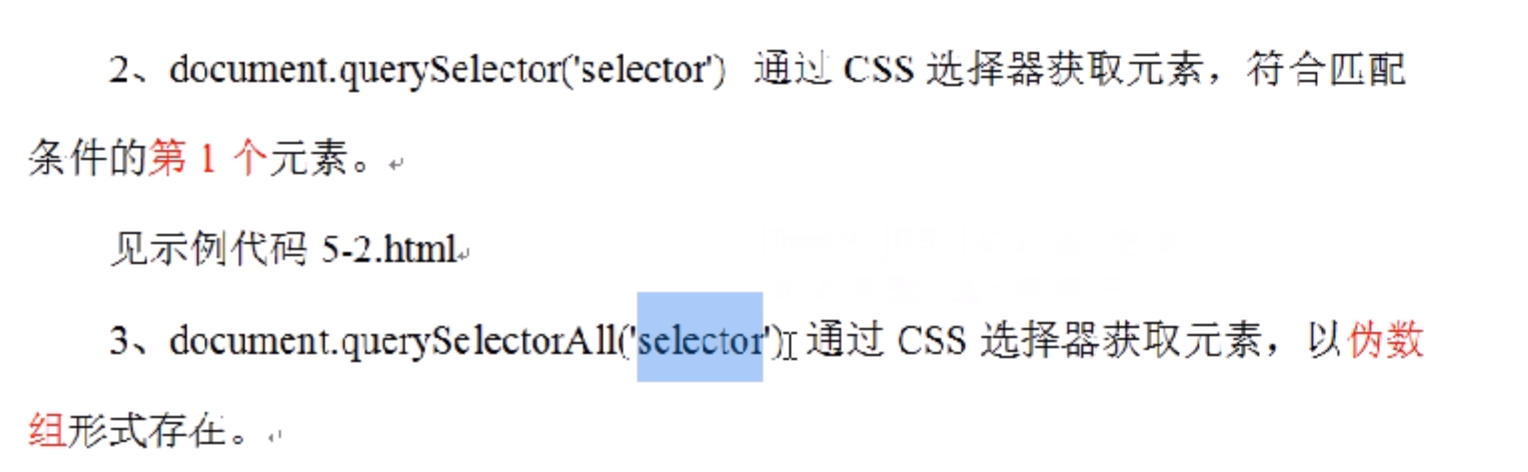 2、document.querySelector('selector') 通过 CSS 选择器获取元素，符合匹配
条件的第 1 个元素。
见示例代码 5-2.html
3、document.querySelectorAll('selector') 通过 CSS 选择器获取元素，以伪数
组形式存在。